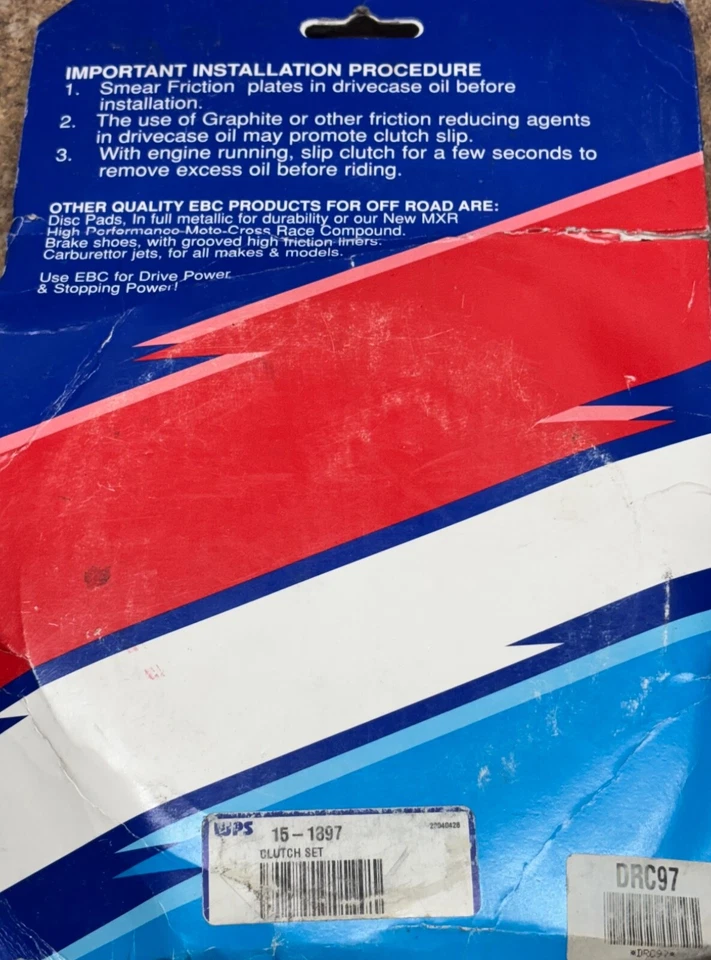 IMPORTANT INSTALLATION PROCEDURE
1. Smear Friction plates in drivecase oil before
installation.
2. The use of Graphite or other friction reducing agents
in drivecase oil may promote clutch slip.
3. With engine running, slip clutch for a few seconds to
remove excess oil before riding.
OTHER QUALITY EBC PRODUCTS FOR OFF ROAD ARE:
Disc Pads, In full metallic for durability or our New MXR
High Performance Moto-Cross Race Compound.
Brake shoes, with grooved high friction liners.
Carburettor jets, for all makes & models.
Use EBC for Drive Power
& Stopping Power!
WPS 15-1397
CLUTCH SET
DRC97
*DRC97*